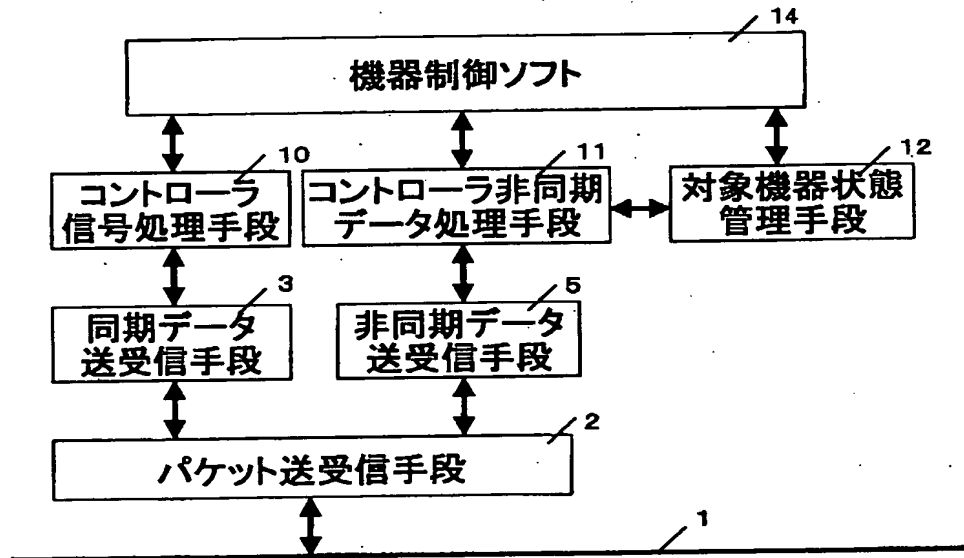 14
機器制御ソフト
10
コントローラ
信号処理手段
11
コントローラ非同期
データ処理手段
12
対象機器状態
管理手段
3
同期データ
送受信手段
5
非同期データ
送受信手段
2
パケット送受信手段
1